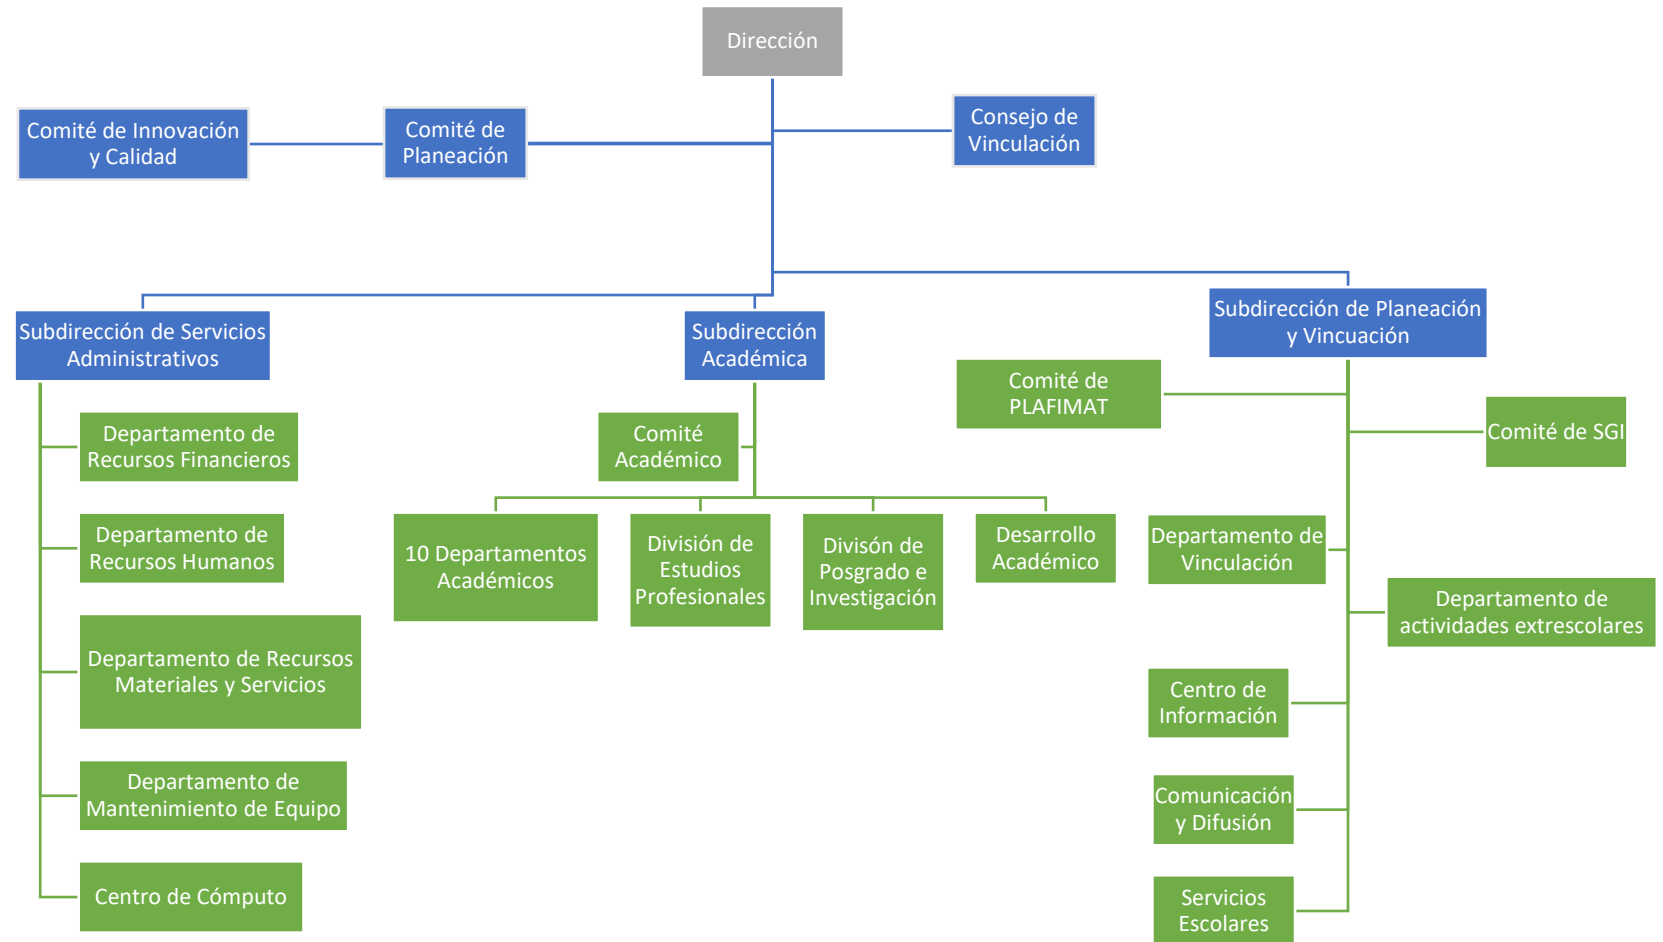 Dirección
Comité de Innovación
y Calidad
Comité de
Planeación
Consejo de
Vinculación
Subdirección de Servicios
Administrativos
Subdirección
Académica
Subdirección de Planeación
y Vincuación
Departamento de
Recursos Financieros
Departamento de
Recursos Humanos
Departamento de Recursos
Materiales y Servicios
Departamento de
Mantenimiento de Equipo
Centro de Cómputo
Comité
Académico
10 Departamentos
Académicos
División de
Estudios
Profesionales
Divisón de
Posgrado e
Investigación
Desarrollo
Académico
Comité de
PLAFIMAT
Comité de SGI
Departamento de
Vinculación
Departamento de
actividades extrescolares
Centro de
Información
Comunicación
y Difusión
Servicios
Escolares